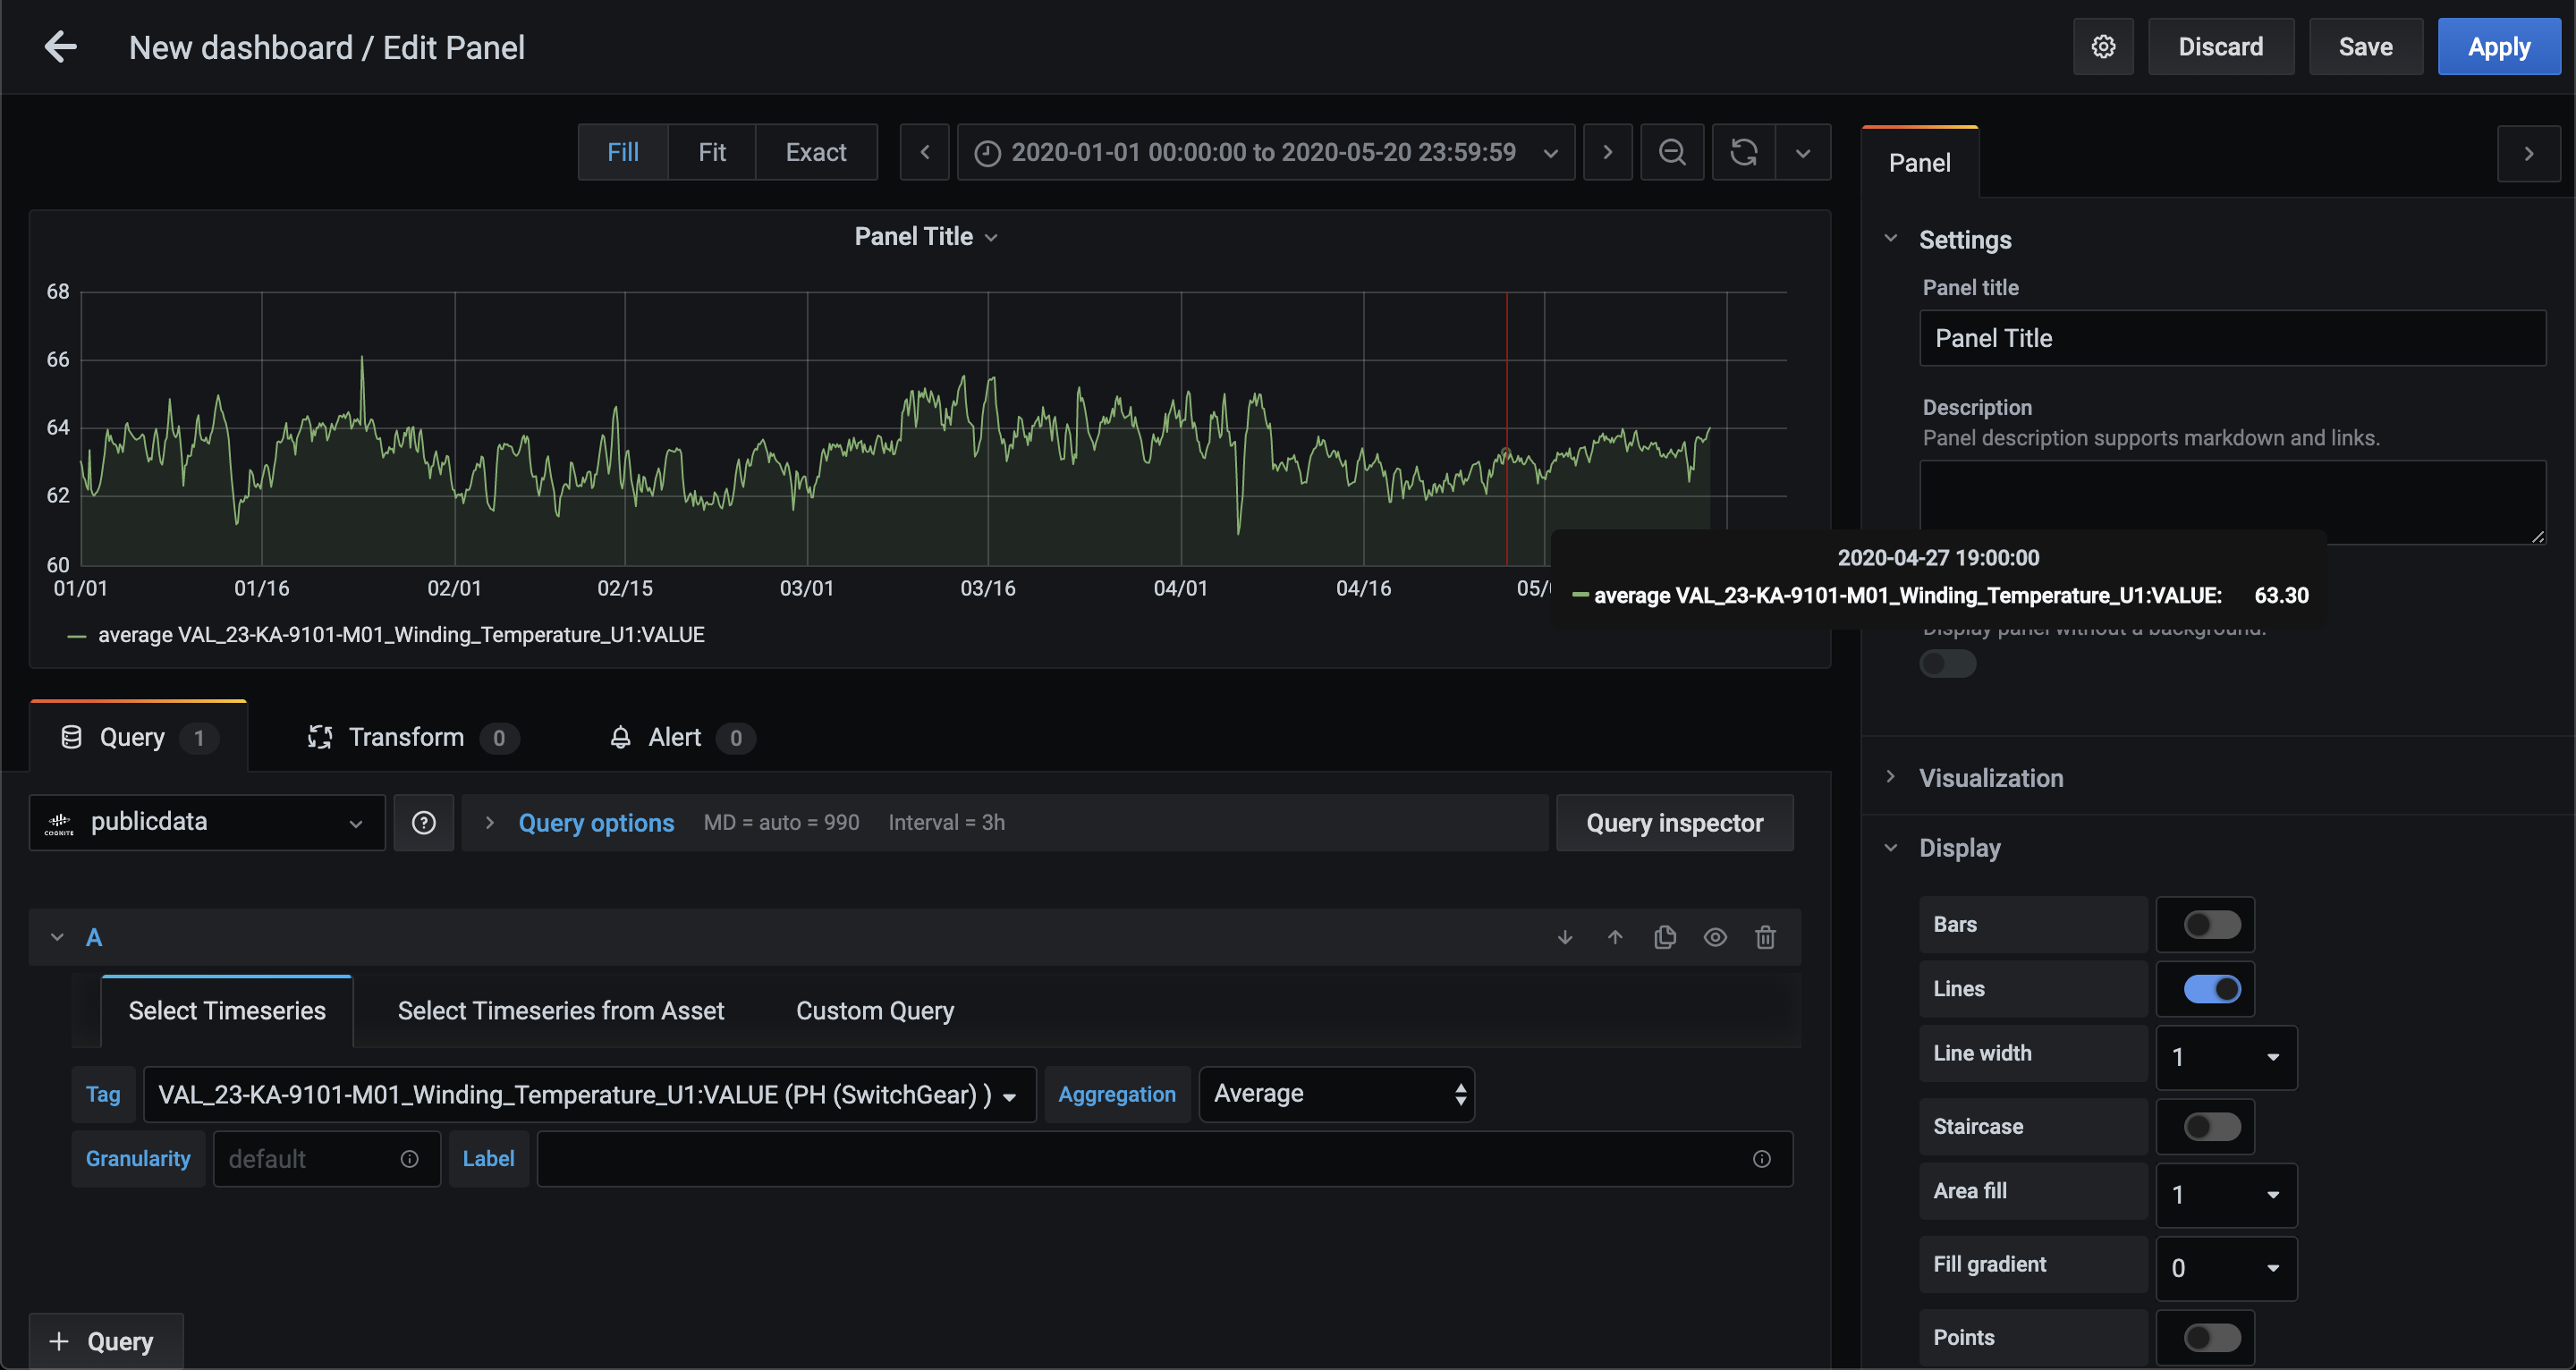 New dashboard / Edit Panel
Discard
Save
Apply
Fill
Fit
Exact
2020-01-01 00:00:00 to 2020-05-20 23:59:59
Panel Title
68
66
64
62
60
01/01
01/16
02/01
02/15
03/01
03/16
04/01
04/16
05/0
average VAL_23-KA-9101-M01_Winding_Temperature_U1:VALUE
2020-04-27 19:00:00
average VAL_23-KA-9101-M01_Winding_Temperature_U1:VALUE: 63.30
Query 1
Transform 0
Alert 0
COGNITE
publicdata
Query options
MD = auto = 990
Interval = 3h
Query inspector
A
Select Timeseries
Select Timeseries from Asset
Custom Query
Tag
VAL_23-KA-9101-M01_Winding_Temperature_U1:VALUE (PH (SwitchGear) )
Aggregation
Average
Granularity
default
Label
+ Query
Panel
Settings
Panel title
Panel Title
Description
Panel description supports markdown and links.
Display panel without a background.
Visualization
Display
Bars
Lines
Line width
1
Staircase
Area fill
1
Fill gradient
0
Points